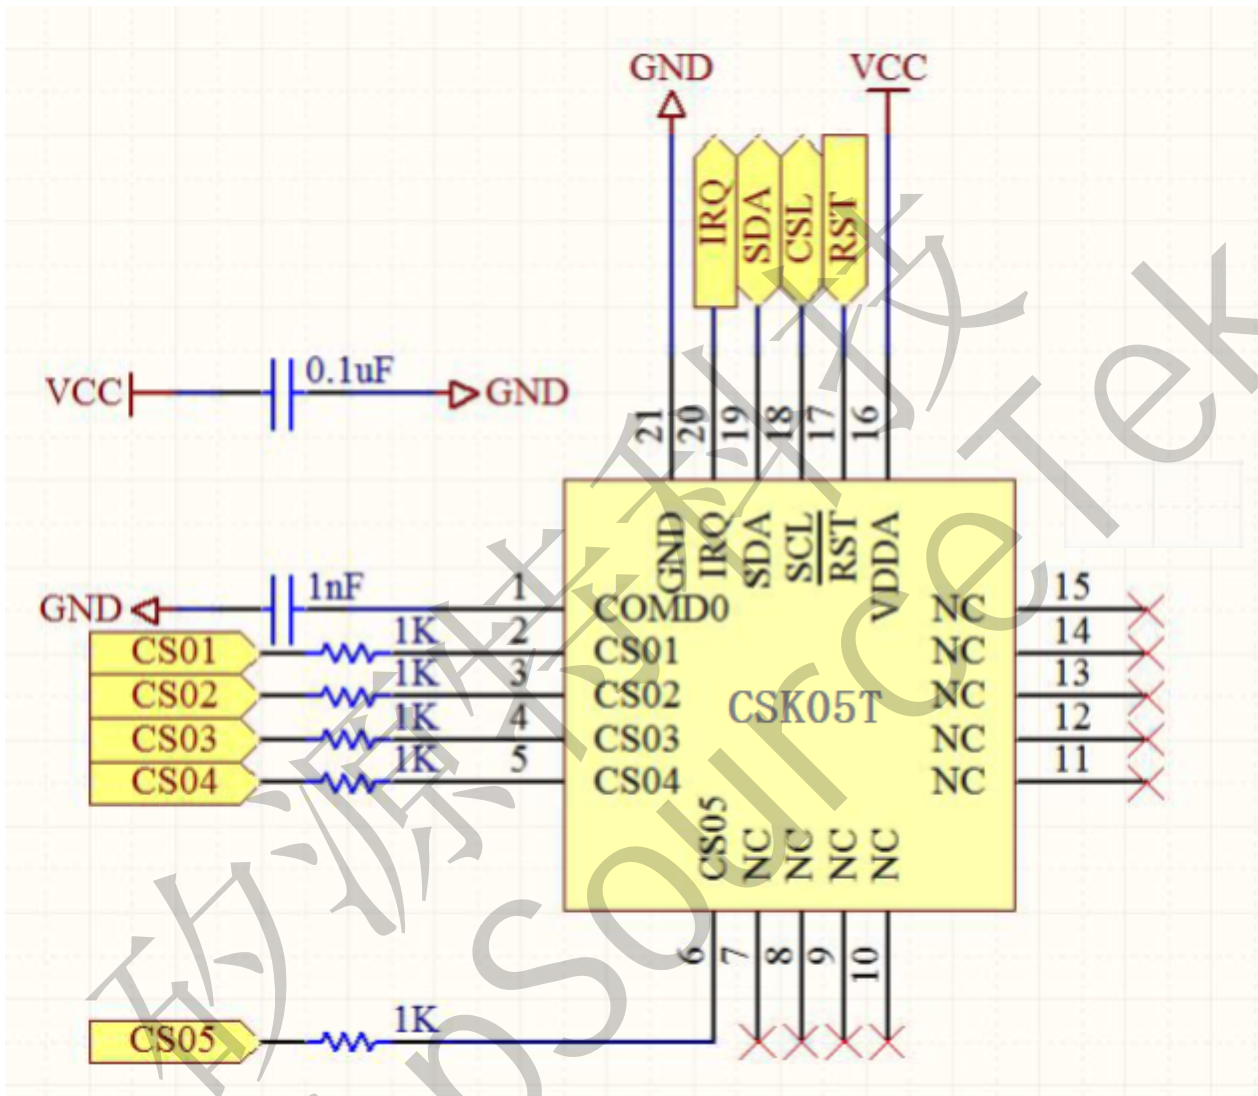 GND
VCC
IRQ
SDA
CSL
RST
VCC
0.1uF
GND
21
20
19
18
17
16
GND
IRQ
SDA
SCL
RST
VDDA
GND
1nF
1
COMD0
NC
15
CS01
1K
2
CS01
NC
14
CS02
1K
3
CS02
NC
13
CS03
1K
4
CS03
NC
12
CS04
1K
5
CS04
NC
11
CSK05T
CS05
NC
NC
NC
NC
6
7
8
9
10
CS05
1K
矽源特科技
pSourceTek